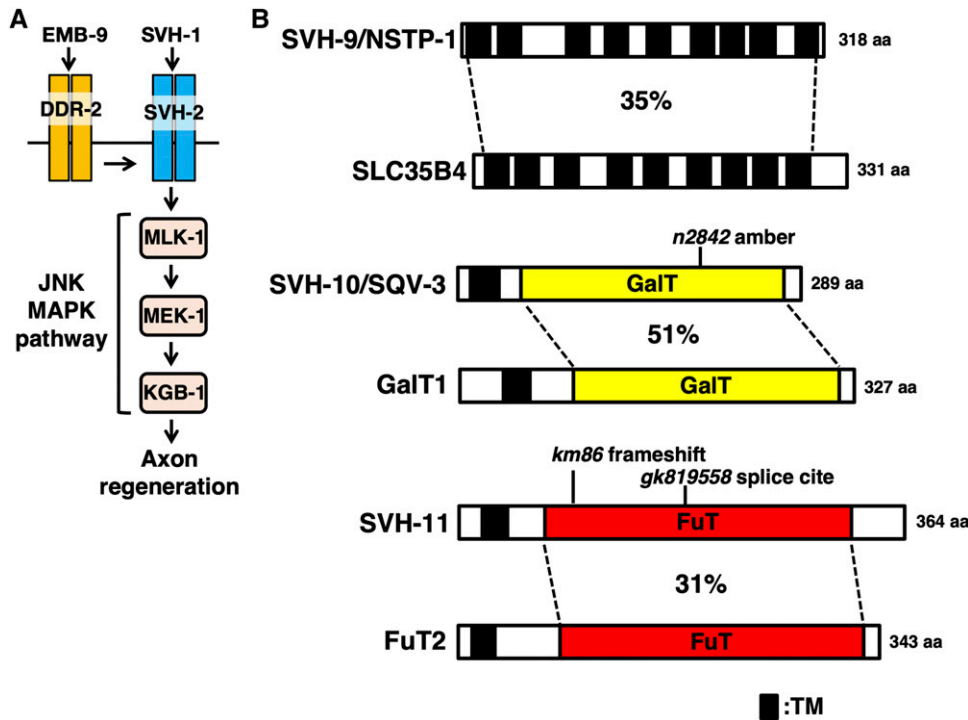 A
EMB-9 SVH-1
DDR-2 SVH-2
MLK-1
JNK
MAPK
pathway
MEK-1
KGB-1
Axon
regeneration
B
SVH-9/NSTP-1 318 aa
35%
SLC35B4 331 aa
n2842 amber
SVH-10/SQV-3 GalT 289 aa
51%
GalT1 GalT 327 aa
km86 frameshift
gk819558 splice cite
SVH-11 FuT 364 aa
31%
FuT2 FuT 343 aa
:TM